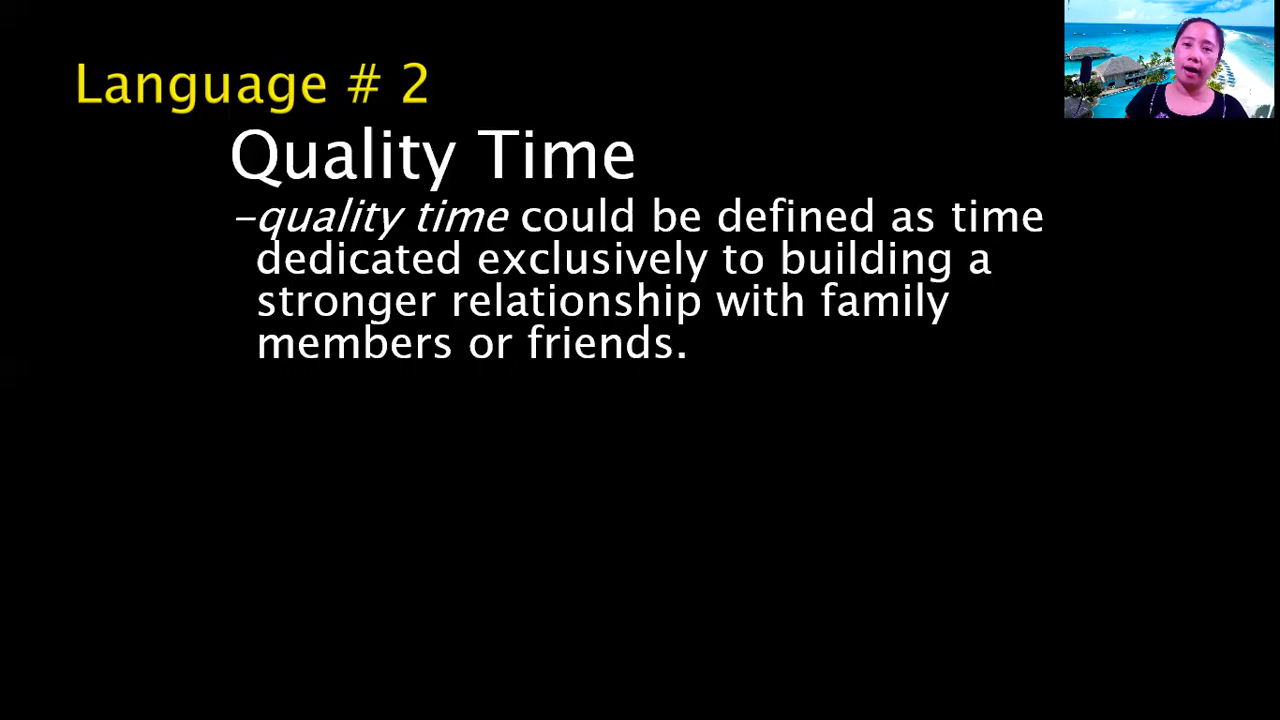 Language # 2
Quality Time
-quality time could be defined as time
dedicated exclusively to building a
stronger relationship with family
members or friends.